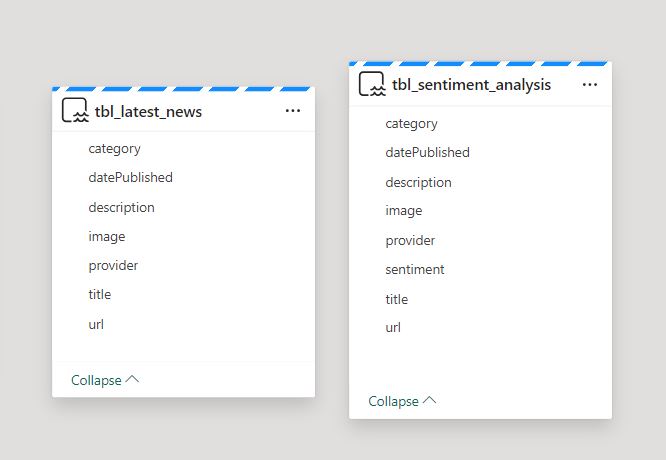 tbl_latest_news
category
datePublished
description
image
provider
title
url
Collapse
tbl_sentiment_analysis
category
datePublished
description
image
provider
sentiment
title
url
Collapse